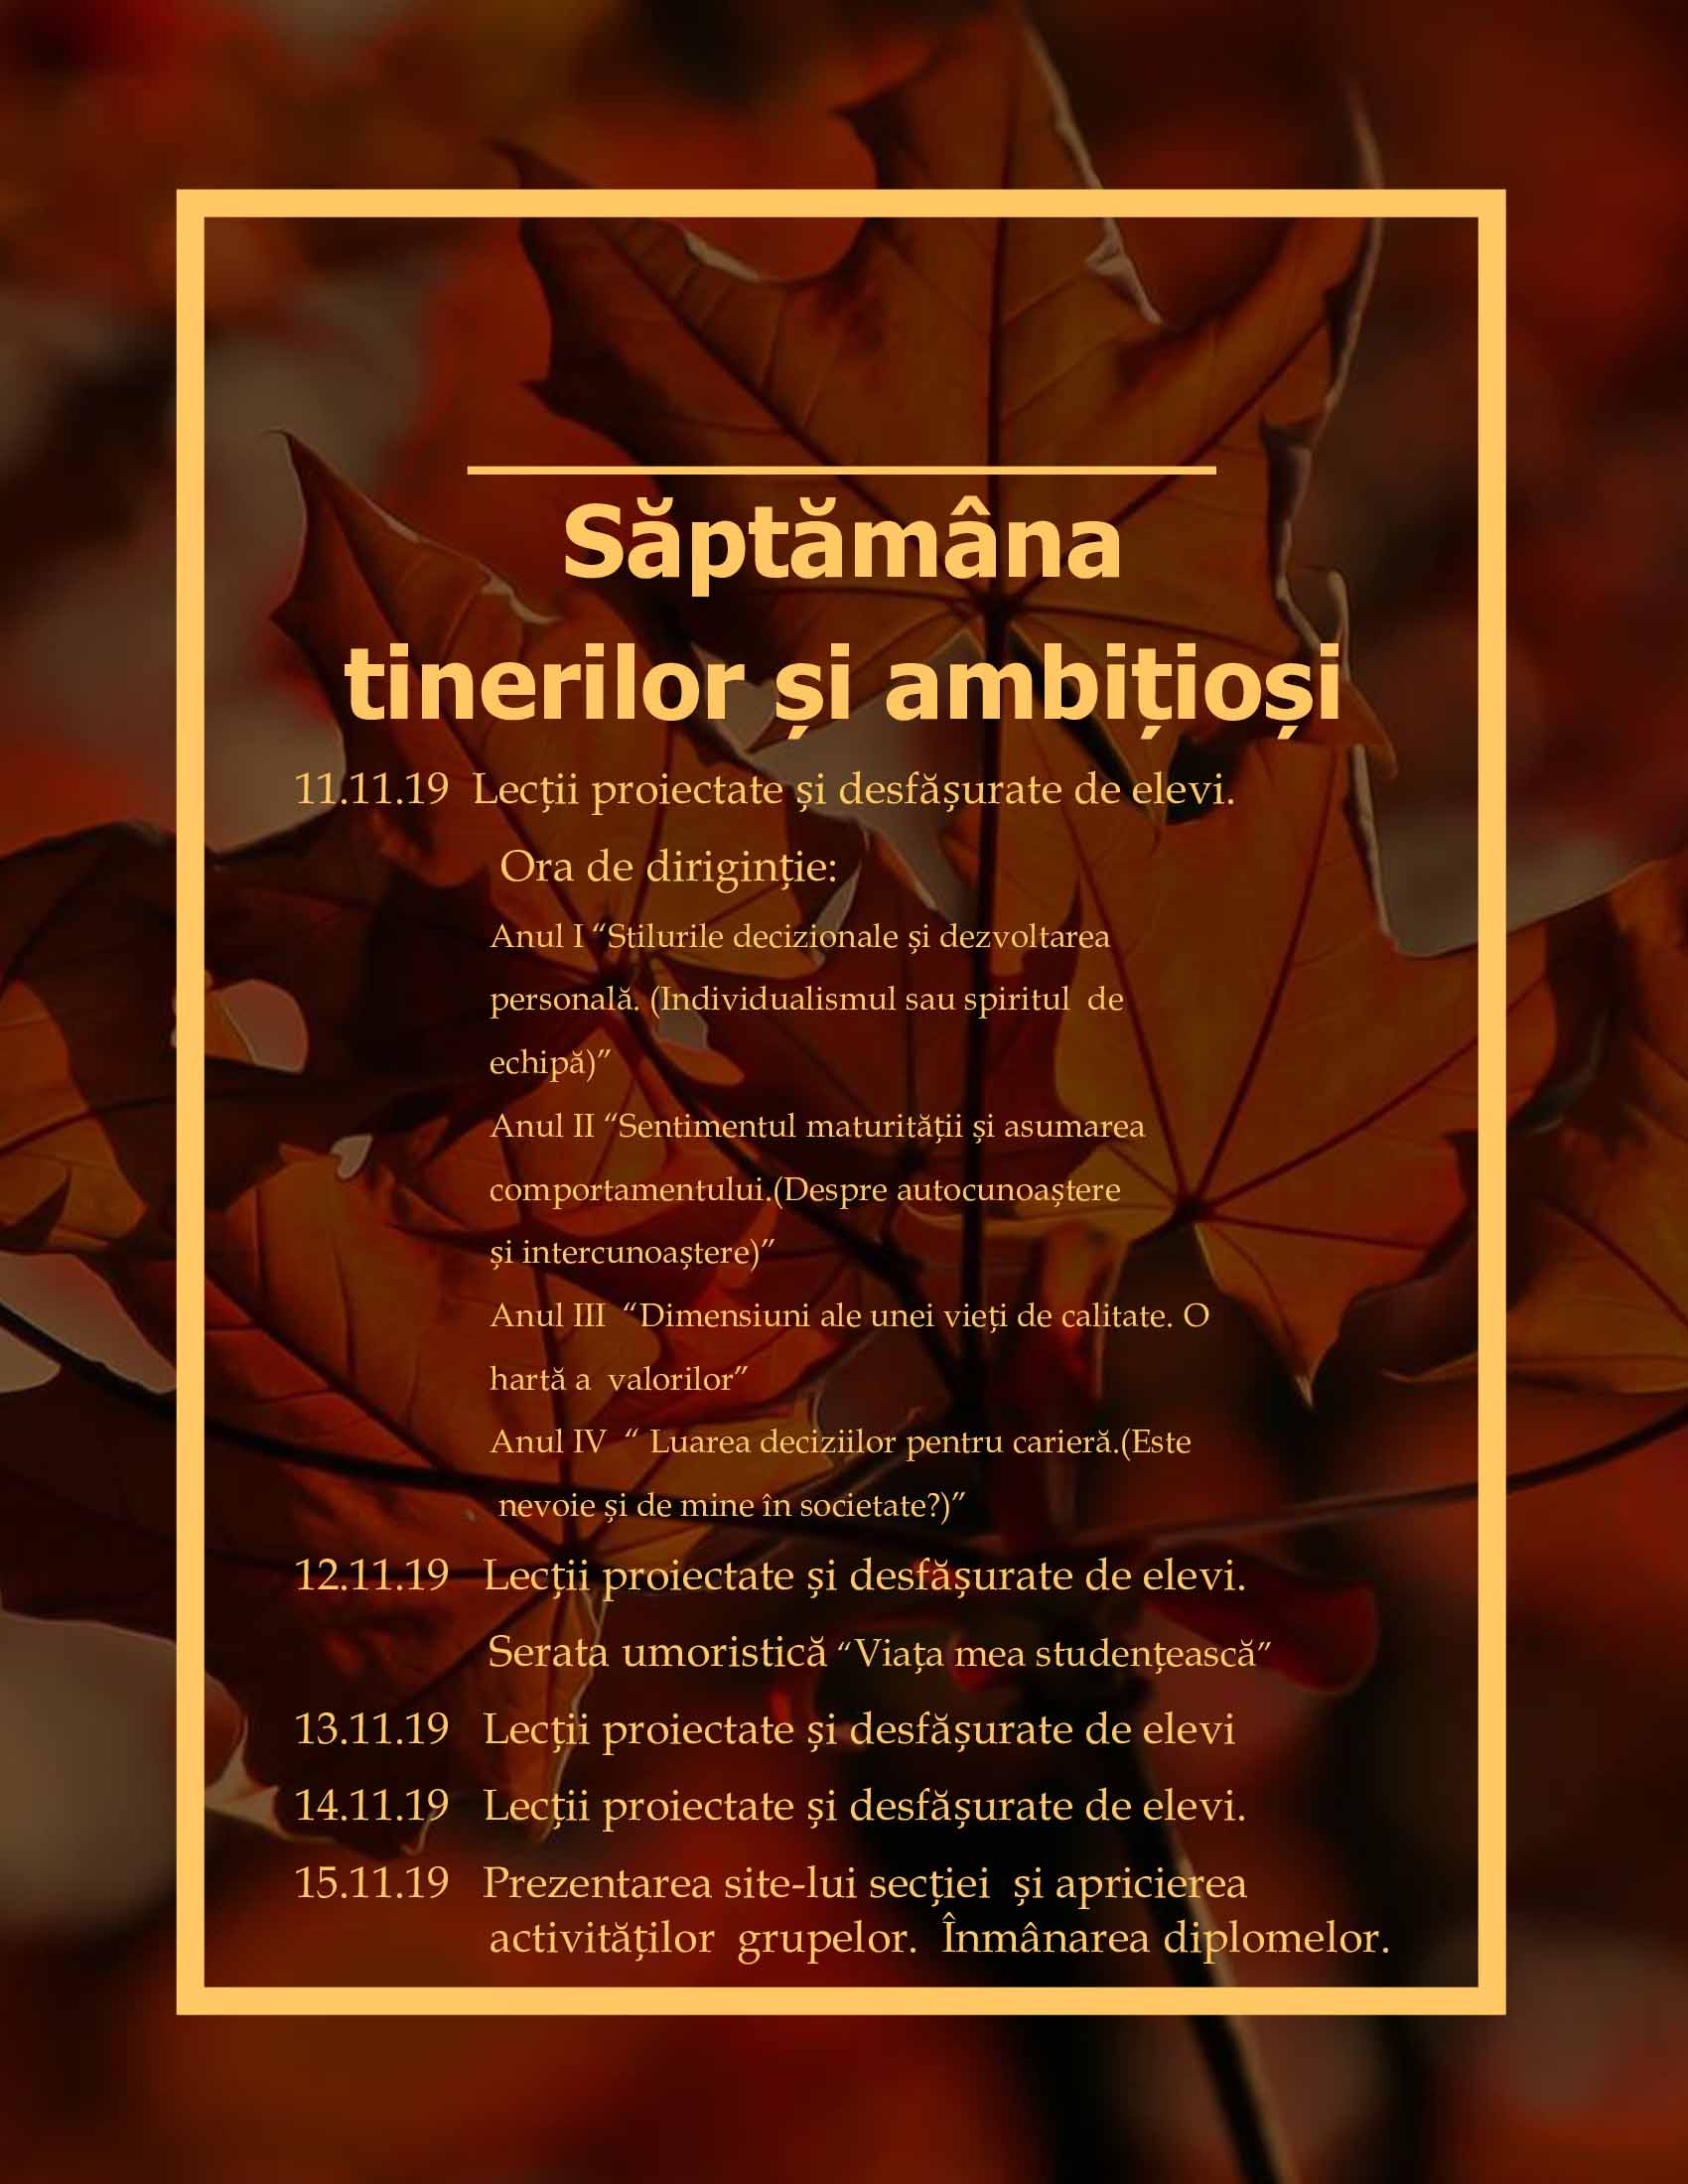 Săptămâna
tinerilor și ambițioși
11.11.19 Lecții proiectate și desfășurate de elevi.
Ora de diriginție:
Anul I “Stilurile decizionale și dezvoltarea
personală. (Individualismul sau spiritul de
echipă)”
Anul II “Sentimentul maturității și asumarea
comportamentului.(Despre autocunoaștere
și intercunoaștere)”
Anul III “Dimensiuni ale unei vieți de calitate. O
hartă a valorilor”
Anul IV “ Luarea deciziilor pentru carieră.(Este
nevoie și de mine în societate?)”
12.11.19 Lecții proiectate și desfășurate de elevi.
Serata umoristică “Viața mea studențească”
13.11.19 Lecții proiectate și desfășurate de elevi
14.11.19 Lecții proiectate și desfășurate de elevi.
15.11.19 Prezentarea site-lui secției și apricierea
activităților grupelor. Înmânarea diplomelor.